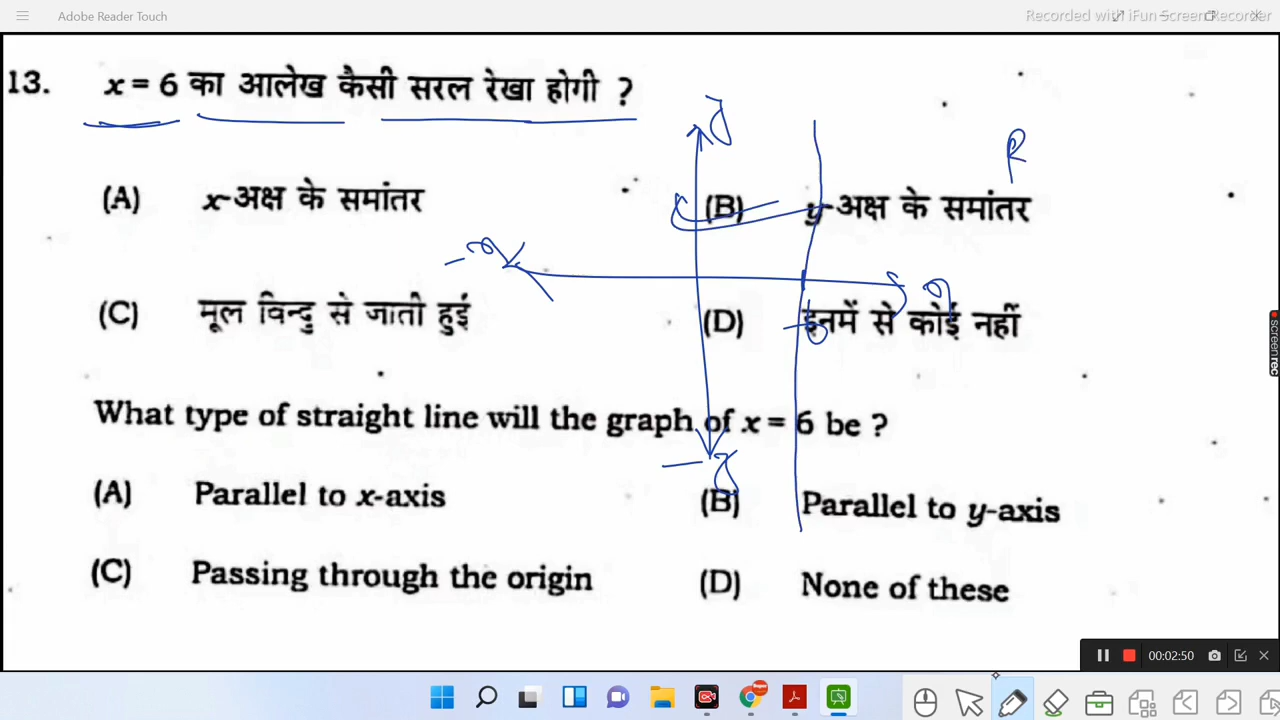 Adobe Reader Touch
Recorded with iFun Screen Recorder
13. x = 6 का आलेख कैसी सरल रेखा होगी ?
(A) x-अक्ष के समांतर (B) y-अक्ष के समांतर
(C) मूल विन्दु से जाती हुई (D) इनमें से कोई नहीं
What type of straight line will the graph of x = 6 be ?
(A) Parallel to x-axis (B) Parallel to y-axis
(C) Passing through the origin (D) None of these
screenrec
00:02:50